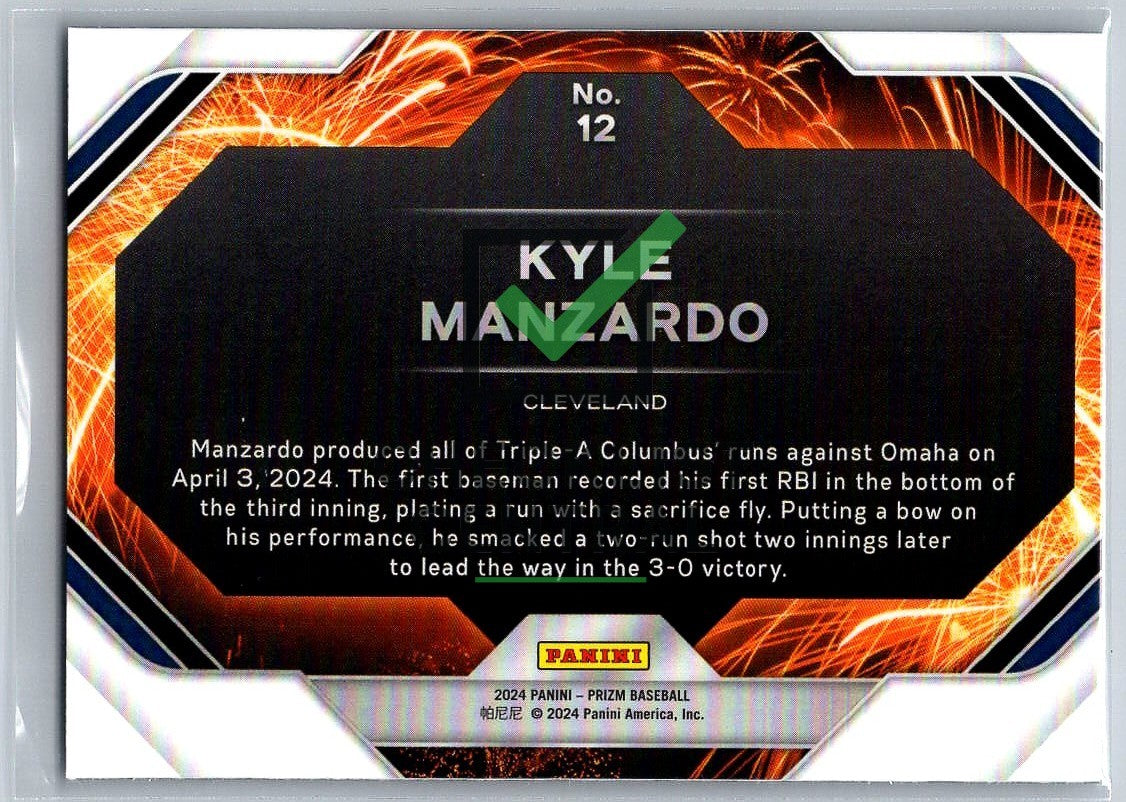 No.
12
KYLE
MANZARDO
CLEVELAND
Manzardo produced all of Triple-A Columbus' runs against Omaha on
April 3, 2024. The first baseman recorded his first RBI in the bottom of
the third inning, plating a run with a sacrifice fly. Putting a bow on
his performance, he smacked a two-run shot two innings later
to lead the way in the 3-0 victory.
PANINI
2024 PANINI – PRIZM BASEBALL
帕尼尼 © 2024 Panini America, Inc.